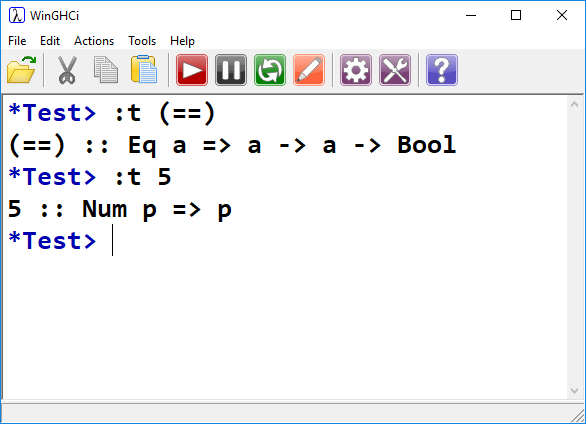 WinGHCi
File Edit Actions Tools Help
*Test> :t (==)
(==) :: Eq a => a -> a -> Bool
*Test> :t 5
5 :: Num p => p
*Test>